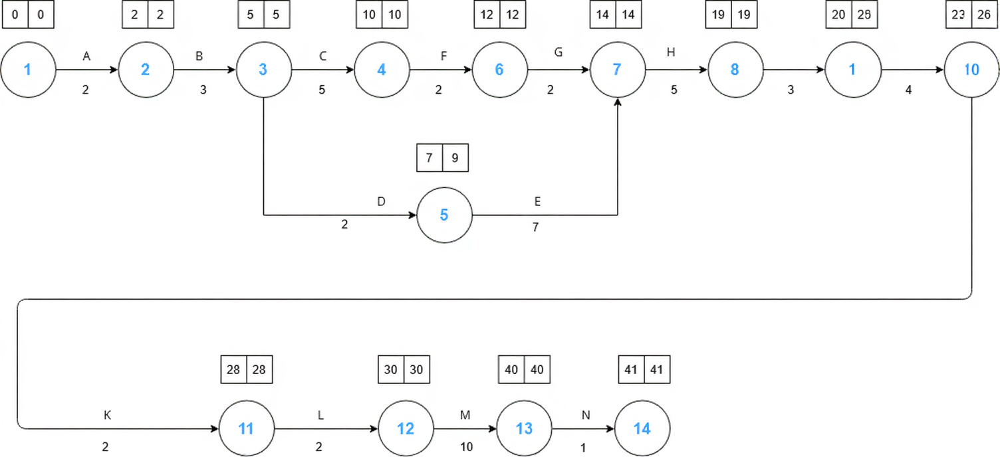 0 0 2 2 5 5 10 10 12 12 14 14 19 19 20 25 23 26
A B C F G H
1 2 3 4 6 7 8 1 10
2 3 5 2 2 5 3 4
7 9
D E
5
2 7
28 28 30 30 40 40 41 41
K L M N
11 12 13 14
2 2 10 1